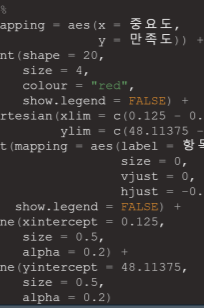 %
apping = aes(x = 중요도,
y = 만족도)) +
nt(shape = 20,
size = 4,
colour = "red",
show.legend = FALSE) +
rtesian(xlim = c(0.125 - 0.
ylim = c(48.11375 -
t(mapping = aes(label = 항목
size = 0,
vjust = 0,
hjust = -0.
show.legend = FALSE) +
ne(xintercept = 0.125,
size = 0.5,
alpha = 0.2) +
ne(yintercept = 48.11375,
size = 0.5,
alpha = 0.2)